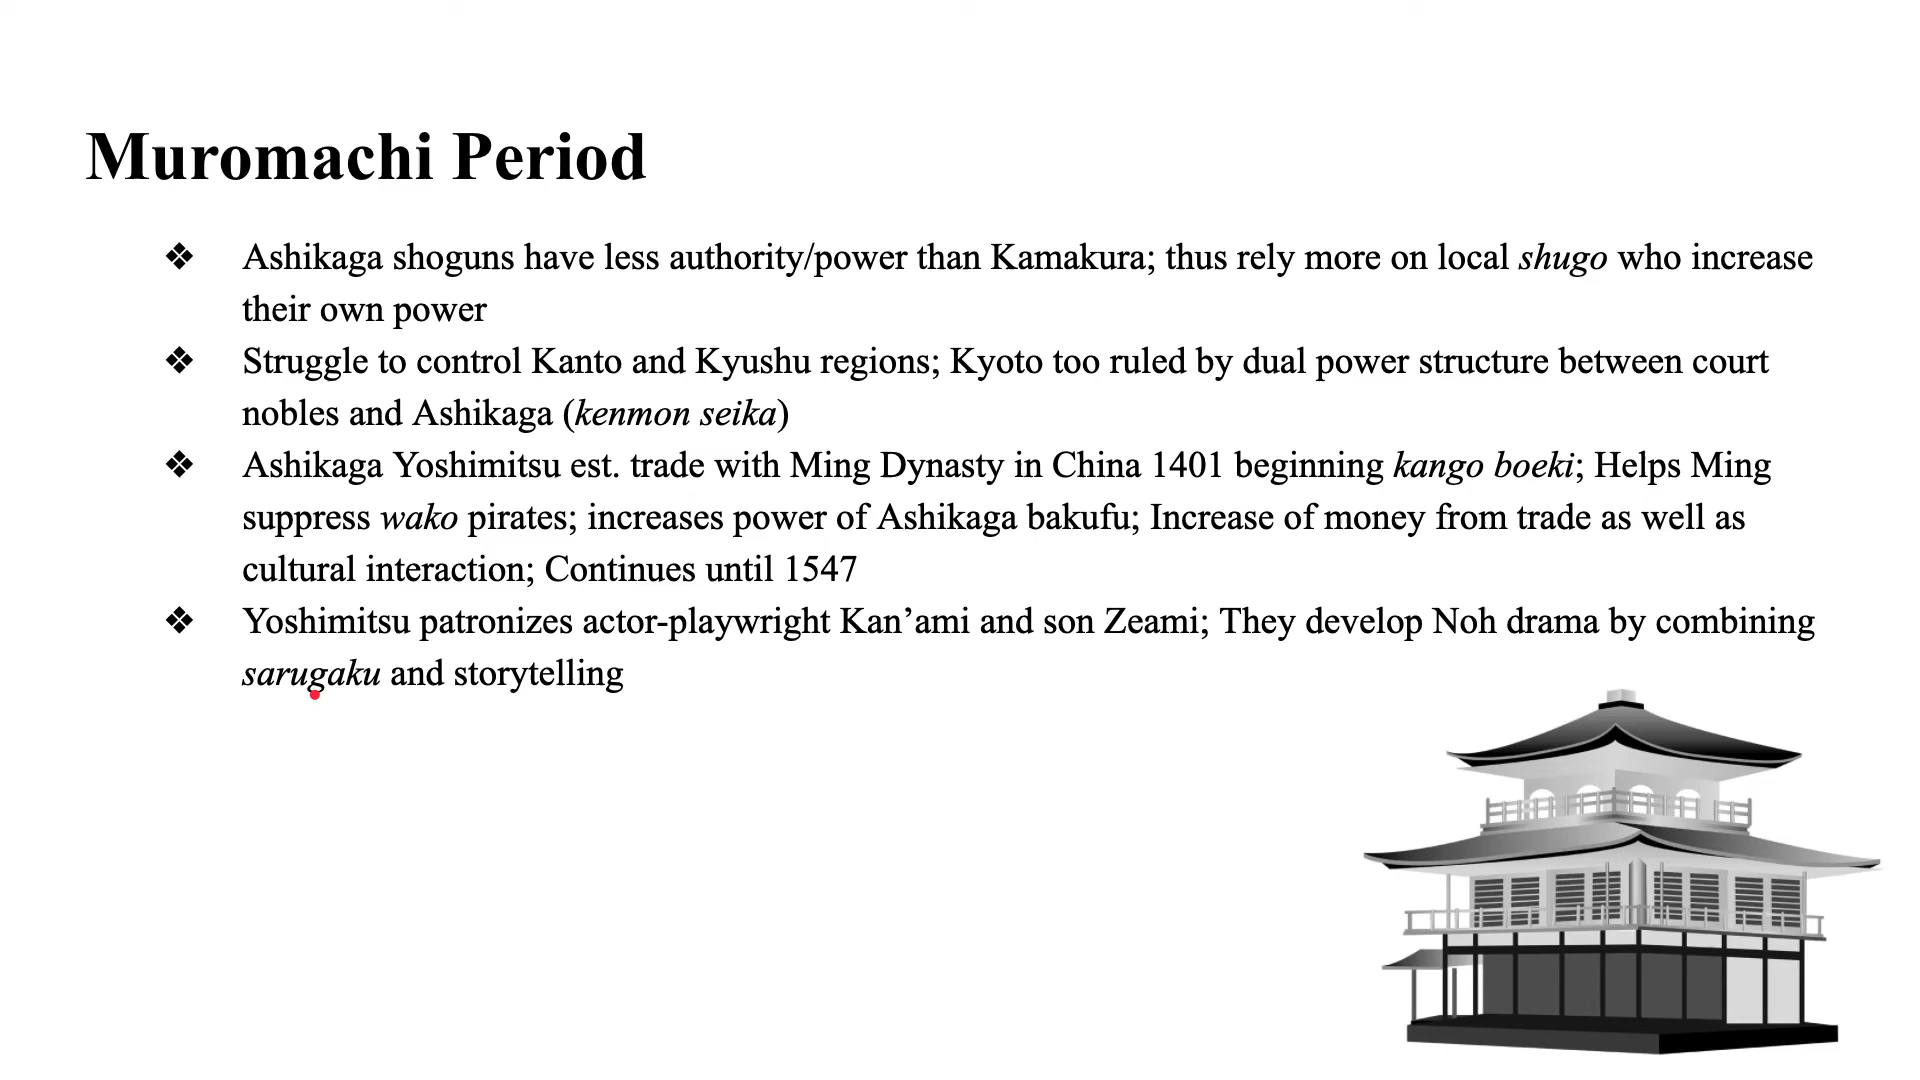 Muromachi Period
❖ Ashikaga shoguns have less authority/power than Kamakura; thus rely more on local shugo who increase
their own power
❖ Struggle to control Kanto and Kyushu regions; Kyoto too ruled by dual power structure between court
nobles and Ashikaga (kenmon seika)
❖ Ashikaga Yoshimitsu est. trade with Ming Dynasty in China 1401 beginning kango boeki; Helps Ming
suppress wako pirates; increases power of Ashikaga bakufu; Increase of money from trade as well as
cultural interaction; Continues until 1547
❖ Yoshimitsu patronizes actor-playwright Kan’ami and son Zeami; They develop Noh drama by combining
sarugaku and storytelling